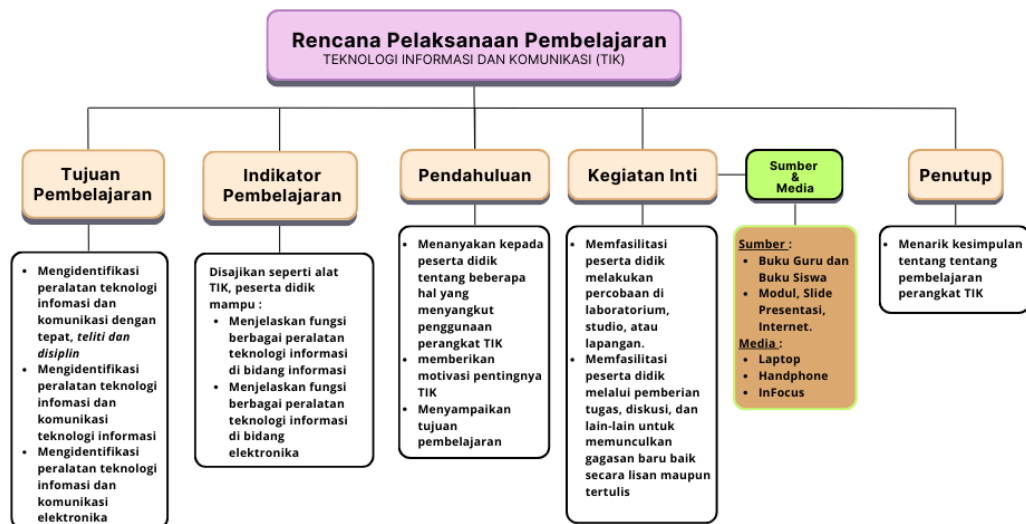 Rencana Pelaksanaan Pembelajaran
TEKNOLOGI INFORMASI DAN KOMUNIKASI (TIK)
Tujuan
Pembelajaran
• Mengidentifikasi
peralatan teknologi
infomasi dan
komunikasi dengan
tepat, teliti dan
disiplin
• Mengidentifikasi
peralatan teknologi
infomasi dan
komunikasi
teknologi informasi
• Mengidentifikasi
peralatan teknologi
infomasi dan
komunikasi
elektronika
Indikator
Pembelajaran
Disajikan seperti alat
TIK, peserta didik
mampu :
• Menjelaskan fungsi
berbagai peralatan
teknologi informasi
di bidang informasi
• Menjelaskan fungsi
berbagai peralatan
teknologi informasi
di bidang
elektronika
Pendahuluan
• Menanyakan kepada
peserta didik
tentang beberapa
hal yang
menyangkut
penggunaan
perangkat TIK
• memberikan
motivasi pentingnya
TIK
• Menyampaikan
tujuan
pembelajaran
Kegiatan Inti
• Memfasilitasi
peserta didik
melakukan
percobaan di
laboratorium,
studio, atau
lapangan.
• Memfasilitasi
peserta didik
melalui pemberian
tugas, diskusi, dan
lain-lain untuk
memunculkan
gagasan baru baik
secara lisan maupun
tertulis
Sumber
&
Media
Sumber :
• Buku Guru dan
Buku Siswa
• Modul, Slide
Presentasi,
Internet.
Media :
• Laptop
• Handphone
• InFocus
Penutup
• Menarik kesimpulan
tentang tentang
pembelajaran
perangkat TIK